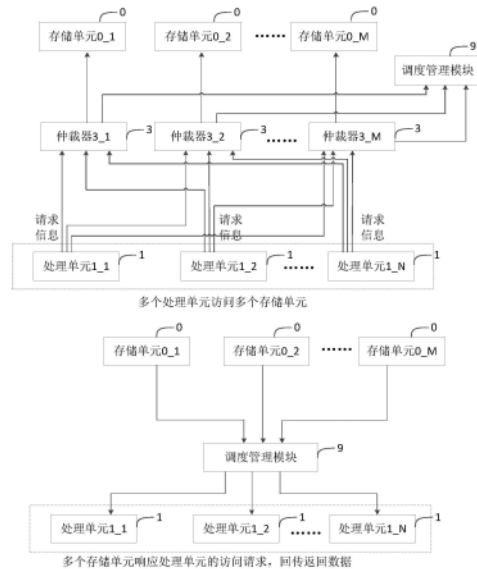 0 0 0
存储单元0_1 存储单元0_2 …… 存储单元0_M
9
调度管理模块
仲裁器3_1 3 仲裁器3_2 3 …… 仲裁器3_M 3
请求 请求 请求
信息 信息 信息
处理单元1_1 1 处理单元1_2 1 …… 处理单元1_N 1
多个处理单元访问多个存储单元
0 0 0
存储单元0_1 存储单元0_2 …… 存储单元0_M
调度管理模块 9
处理单元1_1 1 处理单元1_2 1 …… 处理单元1_N 1
多个存储单元响应处理单元的访问请求，回传返回数据